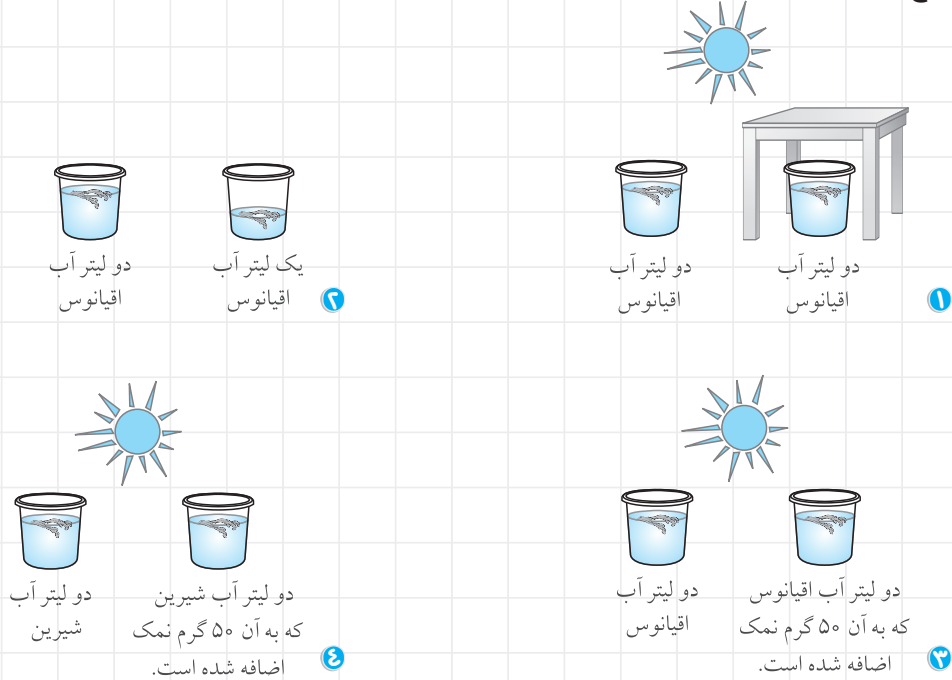 دو لیتر آب
اقیانوس
دو لیتر آب
اقیانوس
۱
یک لیتر آب
اقیانوس
دو لیتر آب
اقیانوس
۲
دو لیتر آب اقیانوس
که به آن ۵۰ گرم نمک
اضافه شده است.
دو لیتر آب
اقیانوس
۳
دو لیتر آب شیرین
که به آن ۵۰ گرم نمک
اضافه شده است.
دو لیتر آب
شیرین
٤